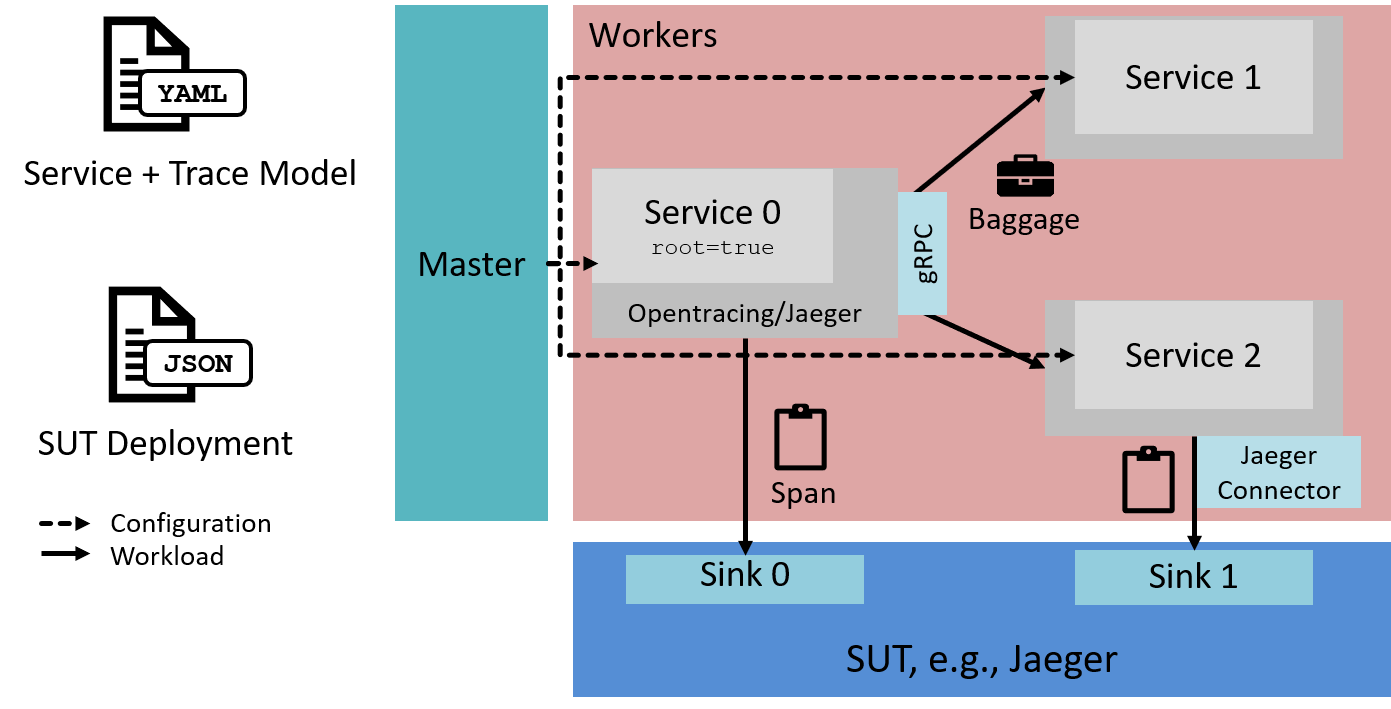 YAML
Service + Trace Model
JSON
SUT Deployment
Configuration
Workload
Master
Workers
Service 0
root=true
Opentracing/Jaeger
gRPC
Service 1
Baggage
Service 2
Span
Jaeger
Connector
Sink 0
Sink 1
SUT, e.g., Jaeger